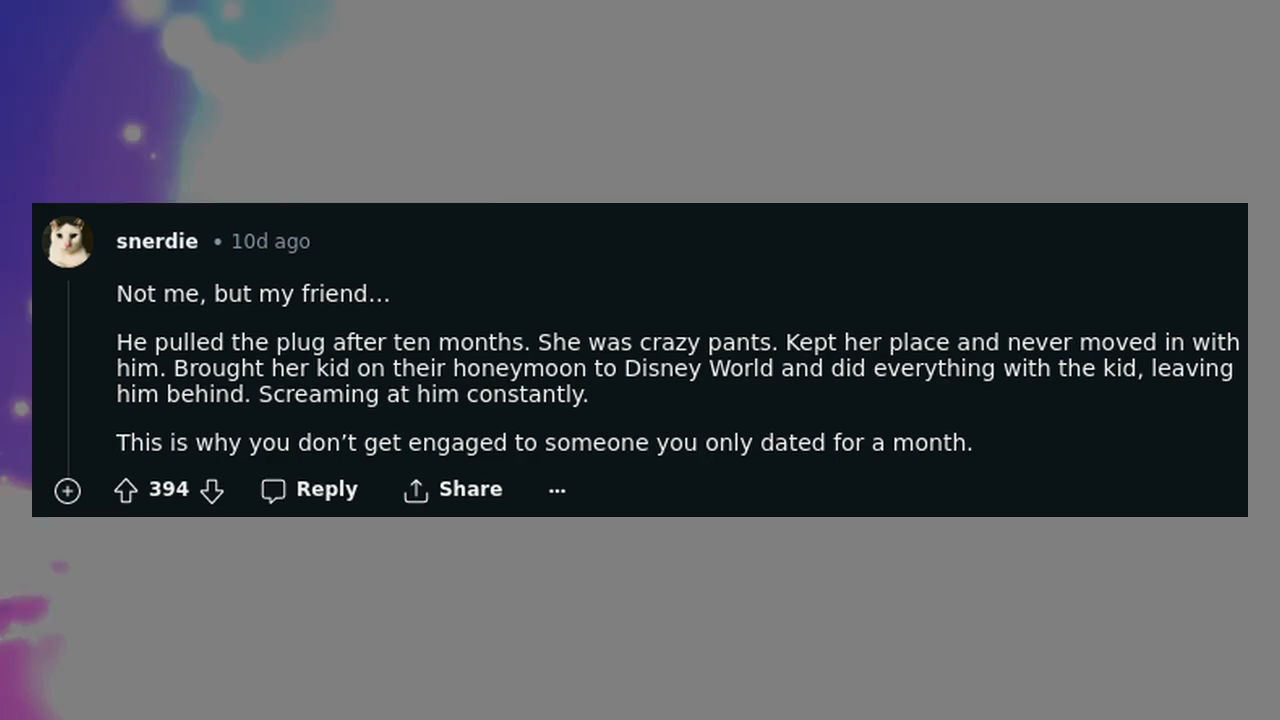 snerdie • 10d ago
Not me, but my friend...
He pulled the plug after ten months. She was crazy pants. Kept her place and never moved in with
him. Brought her kid on their honeymoon to Disney World and did everything with the kid, leaving
him behind. Screaming at him constantly.
This is why you don’t get engaged to someone you only dated for a month.
394 Reply Share ...